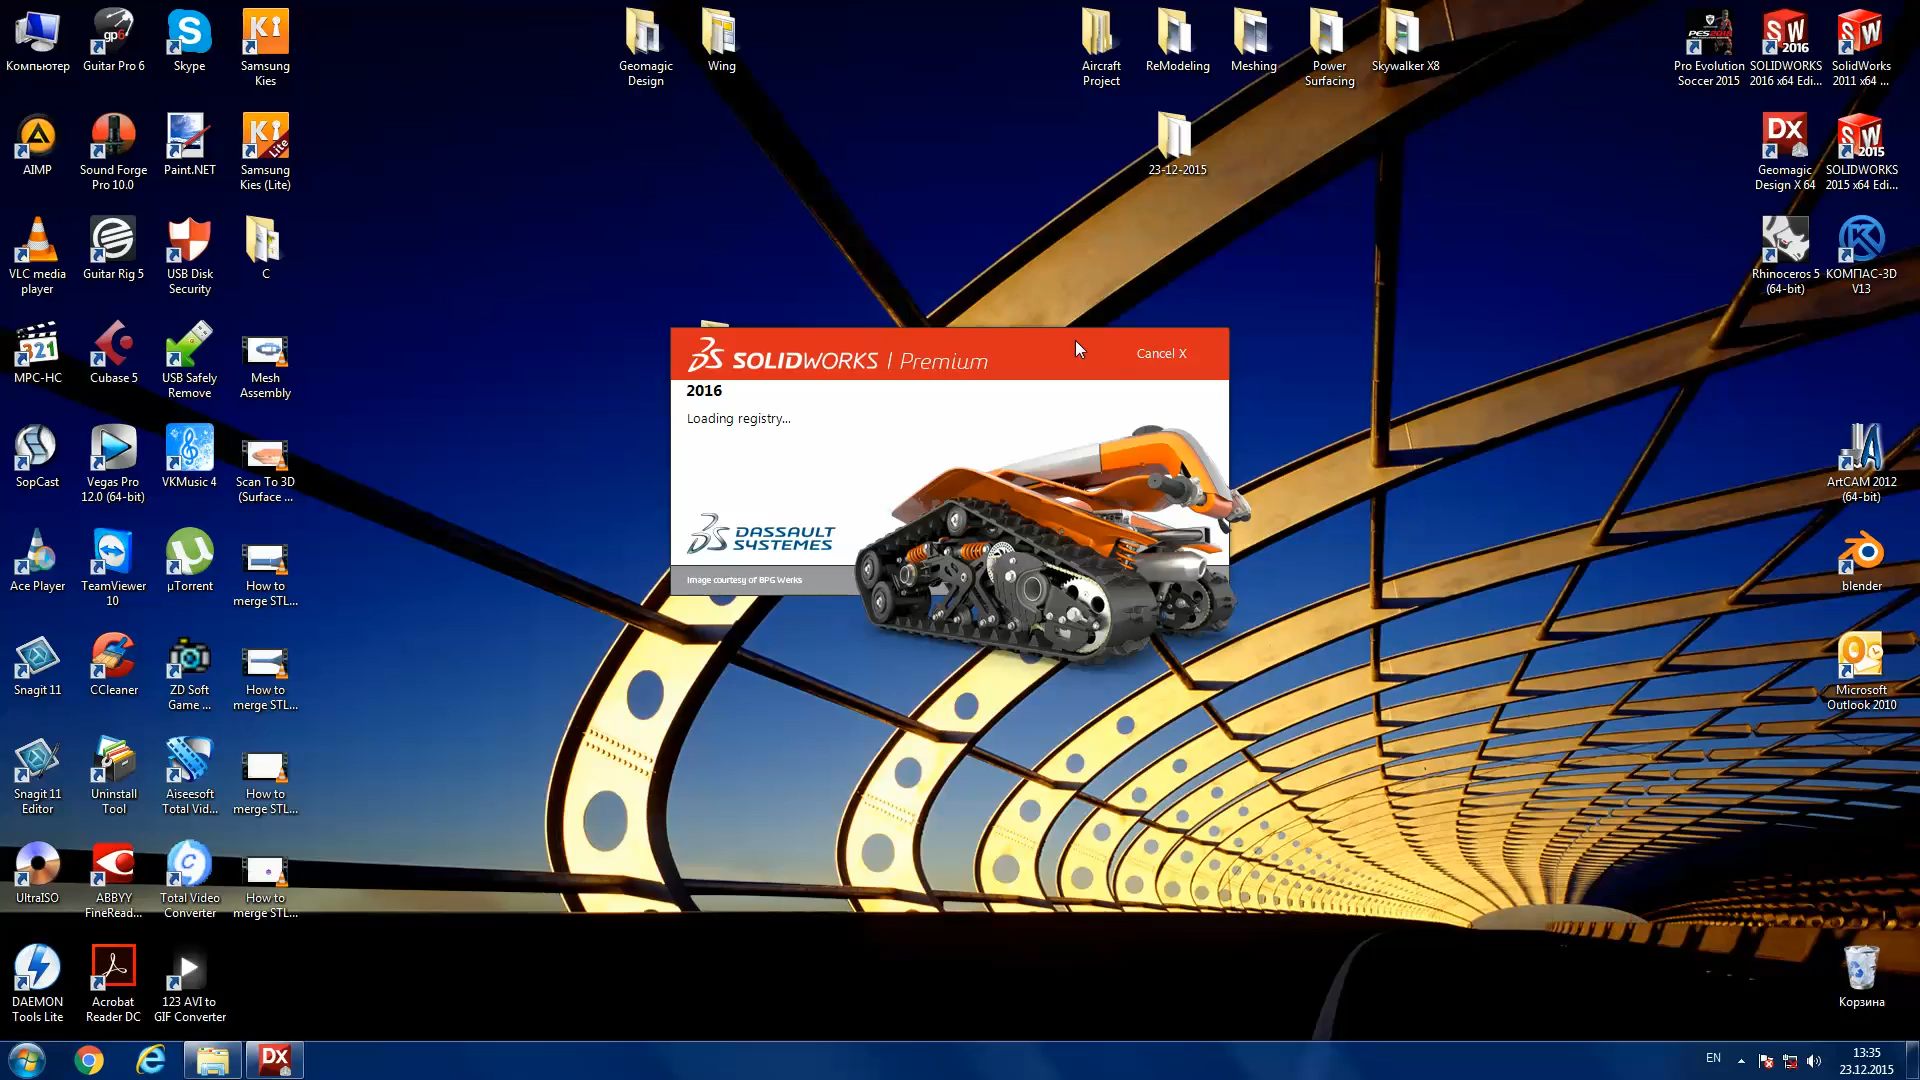 Компьютер
Guitar Pro 6
Skype
Samsung
Kies
Geomagic
Design
Wing
Aircraft
Project
ReModeling
Meshing
Power
Surfacing
Skywalker X8
Pro Evolution
Soccer 2015
SOLIDWORKS
2016 x64 Edi...
SolidWorks
2011 x64 ...
AIMP
Sound Forge
Pro 10.0
Paint.NET
Samsung
Kies (Lite)
23-12-2015
Geomagic
Design X 64
SOLIDWORKS
2015 x64 Edi...
VLC media
player
Guitar Rig 5
USB Disk
Security
C
Rhinoceros 5
(64-bit)
КОМПАС-3D
V13
MPC-HC
Cubase 5
USB Safely
Remove
Mesh
Assembly
SOLIDWORKS | Premium
Cancel X
2016
Loading registry...
DASSAULT
SYSTEMES
Image courtesy of BPG Werks
SopCast
Vegas Pro
12.0 (64-bit)
VKMusic 4
Scan To 3D
(Surface ...
ArtCAM 2012
(64-bit)
Ace Player
TeamViewer
10
µTorrent
How to
merge STL...
blender
Snagit 11
CCleaner
ZD Soft
Game ...
How to
merge STL...
Microsoft
Outlook 2010
Snagit 11
Editor
Uninstall
Tool
Aiseesoft
Total Vid...
How to
merge STL...
UltraISO
ABBYY
FineRead...
Total Video
Converter
How to
merge STL...
DAEMON
Tools Lite
Acrobat
Reader DC
123 AVI to
GIF Converter
Корзина
DX
EN
13:35
23.12.2015